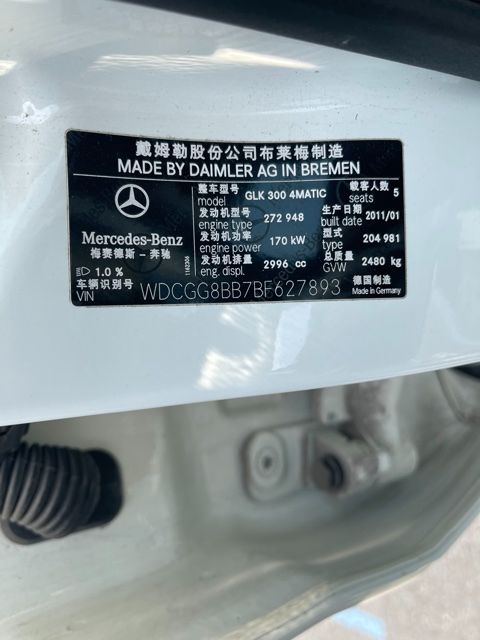 戴姆勒股份公司布莱梅制造
MADE BY DAIMLER AG IN BREMEN
整车型号 model GLK 300 4MATIC 载客人数 seats 5
发动机型号 engine type 272 948 生产日期 built date 2011/01
发动机功率 engine power 170 kW 型式 type 204 981
发动机排量 eng. displ. 2996 cc 总质量 GVW 2480 kg
Mercedes-Benz
梅赛德斯－奔驰
1.0 %
车辆识别号 VIN WDCGG8BB7BF627893
德国制造
Made in Germany